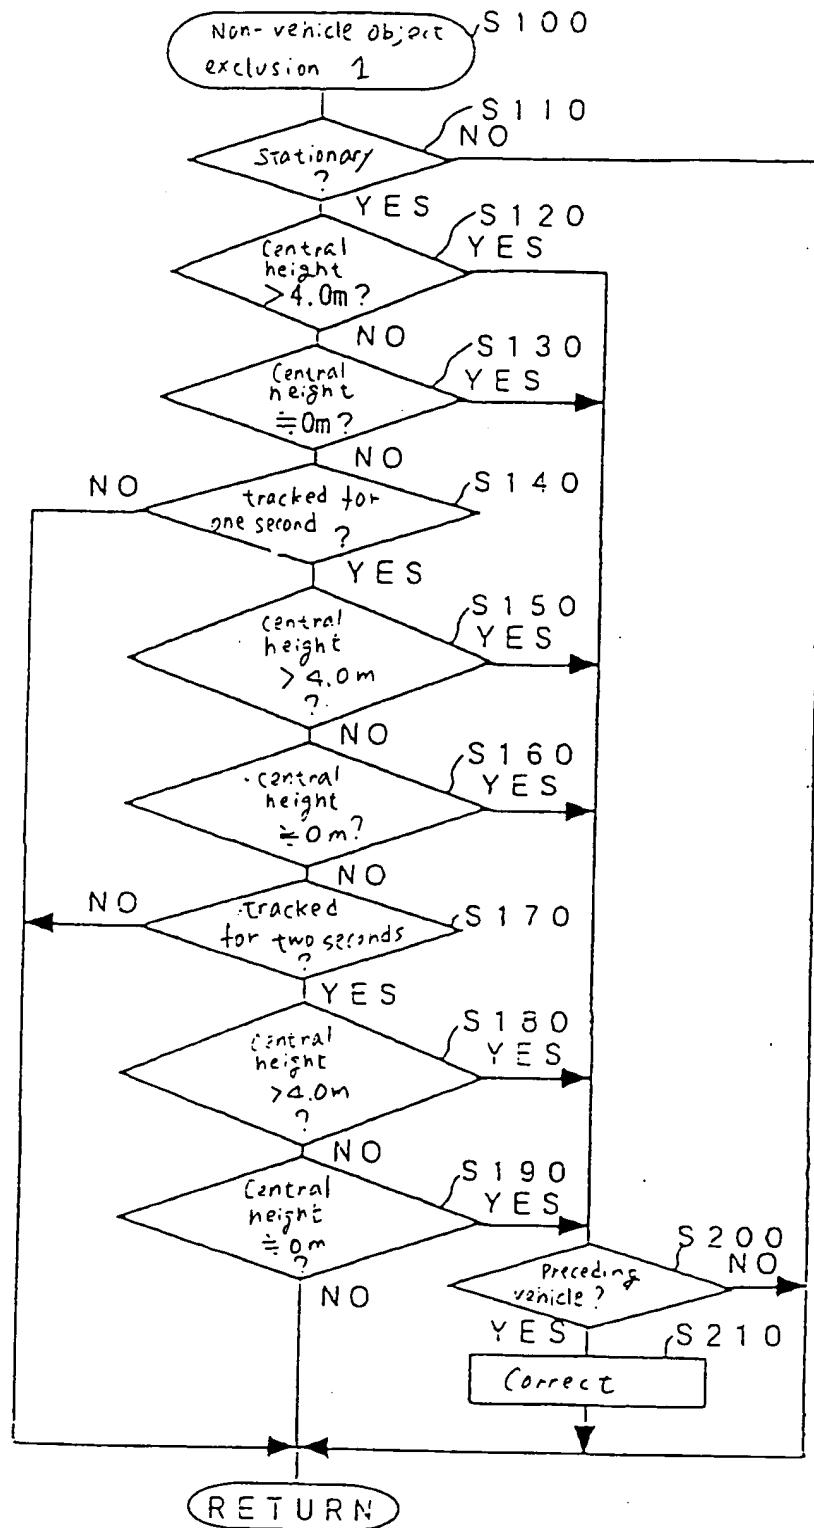 Non-vehicle object
exclusion 1
S100
S110
NO
Stationary
?
YES
S120
YES
Central
height
>4.0m?
NO
S130
YES
Central
height
≒0m?
NO
NO
S140
tracked for
one second
?
YES
S150
YES
Central
height
>4.0m
?
NO
S160
YES
Central
height
≒0m?
NO
NO
S170
tracked
for two seconds
?
YES
S180
YES
Central
height
>4.0m
?
NO
S190
YES
Central
height
≒0m
?
NO
S200
NO
Preceding
vehicle?
YES
S210
Correct
RETURN